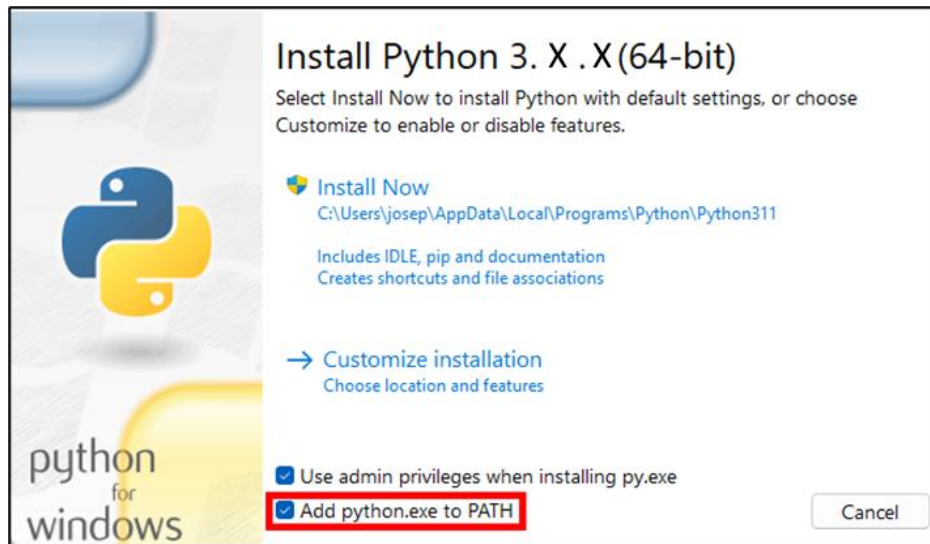 Install Python 3. X . X (64-bit)
Select Install Now to install Python with default settings, or choose
Customize to enable or disable features.
Install Now
C:\Users\josep\AppData\Local\Programs\Python\Python311
Includes IDLE, pip and documentation
Creates shortcuts and file associations
Customize installation
Choose location and features
python
for
windows
Use admin privileges when installing py.exe
Add python.exe to PATH
Cancel